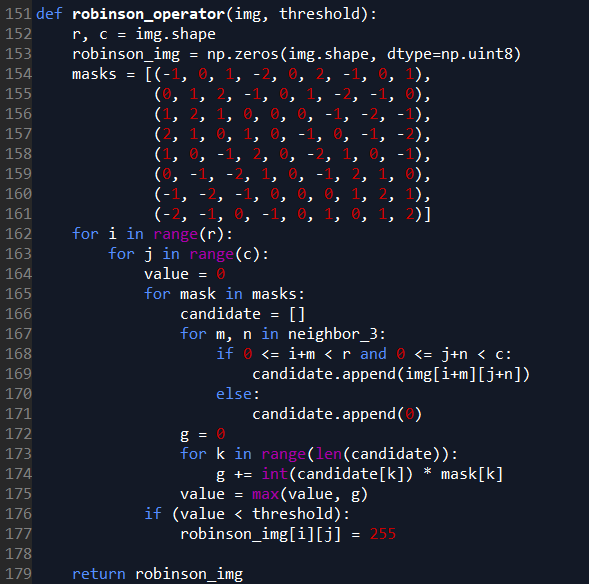 151 def robinson_operator(img, threshold):
152     r, c = img.shape
153     robinson_img = np.zeros(img.shape, dtype=np.uint8)
154     masks = [(-1, 0, 1, -2, 0, 2, -1, 0, 1),
155              (0, 1, 2, -1, 0, 1, -2, -1, 0),
156              (1, 2, 1, 0, 0, 0, -1, -2, -1),
157              (2, 1, 0, 1, 0, -1, 0, -1, -2),
158              (1, 0, -1, 2, 0, -2, 1, 0, -1),
159              (0, -1, -2, 1, 0, -1, 2, 1, 0),
160              (-1, -2, -1, 0, 0, 0, 1, 2, 1),
161              (-2, -1, 0, -1, 0, 1, 0, 1, 2)]
162     for i in range(r):
163         for j in range(c):
164             value = 0
165             for mask in masks:
166                 candidate = []
167                 for m, n in neighbor_3:
168                     if 0 <= i+m < r and 0 <= j+n < c:
169                         candidate.append(img[i+m][j+n])
170                     else:
171                         candidate.append(0)
172                 g = 0
173                 for k in range(len(candidate)):
174                     g += int(candidate[k]) * mask[k]
175                 value = max(value, g)
176             if (value < threshold):
177                 robinson_img[i][j] = 255
178
179     return robinson_img